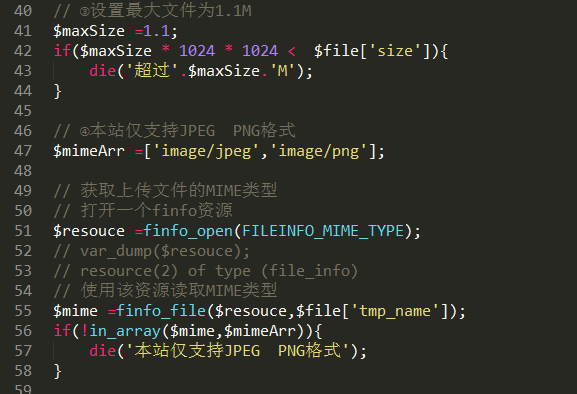 40 // ③设置最大文件为1.1M
41 $maxSize =1.1;
42 if($maxSize * 1024 * 1024 <  $file['size']){
43     die('超过'.$maxSize.'M');
44 }
45
46 // ④本站仅支持JPEG  PNG格式
47 $mimeArr =['image/jpeg','image/png'];
48
49 // 获取上传文件的MIME类型
50 // 打开一个finfo资源
51 $resouce =finfo_open(FILEINFO_MIME_TYPE);
52 // var_dump($resouce);
53 // resource(2) of type (file_info)
54 // 使用该资源读取MIME类型
55 $mime =finfo_file($resouce,$file['tmp_name']);
56 if(!in_array($mime,$mimeArr)){
57     die('本站仅支持JPEG  PNG格式');
58 }
59